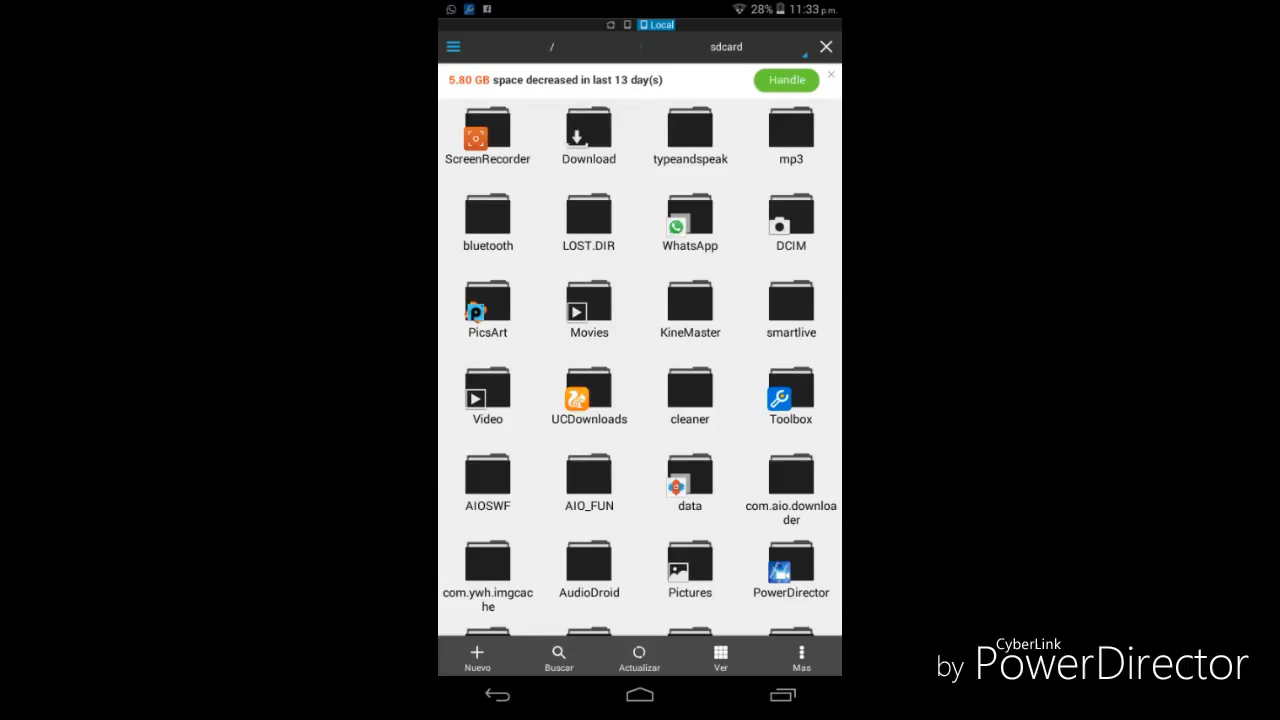 28% 11:33 p.m.
Local
/ sdcard
5.80 GB space decreased in last 13 day(s) Handle
ScreenRecorder Download typeandspeak mp3
bluetooth LOST.DIR WhatsApp DCIM
PicsArt Movies KineMaster smartlive
Video UCDownloads cleaner Toolbox
AIOSWF AIO_FUN data com.aio.downloa
der
com.ywh.imgcac AudioDroid Pictures PowerDirector
he
Nuevo Buscar Actualizar Ver Mas
CyberLink
by PowerDirector